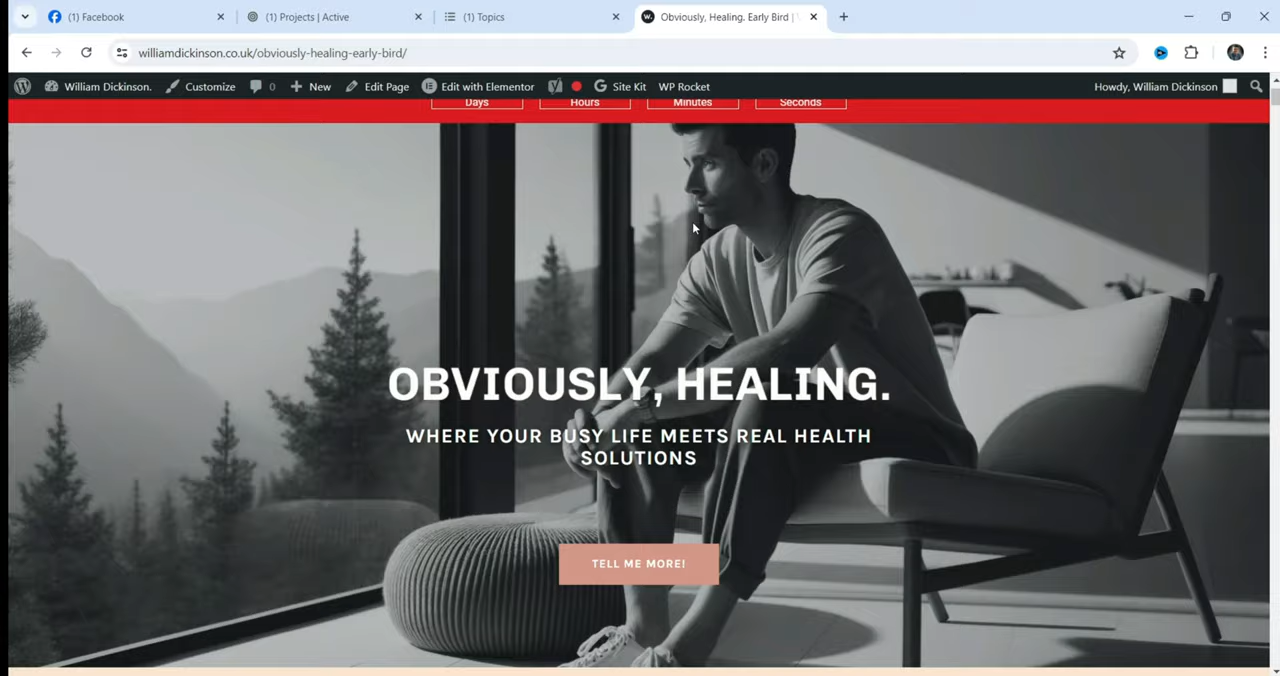 (1) Facebook
(1) Projects | Active
(1) Topics
Obviously, Healing. Early Bird |
williamdickinson.co.uk/obviously-healing-early-bird/
William Dickinson.
Customize
0
New
Edit Page
Edit with Elementor
Site Kit
WP Rocket
Howdy, William Dickinson
Days
Hours
Minutes
Seconds
OBVIOUSLY, HEALING.
WHERE YOUR BUSY LIFE MEETS REAL HEALTH
SOLUTIONS
TELL ME MORE!